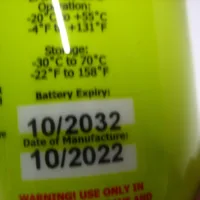 Operation:
-20°C to +55°C
-4°F to +131°F
Storage:
-30°C to 70°C
-22°F to 158°F
Battery Expiry:
10/2032
Date of Manufacture:
10/2022
WARNING! USE ONLY IN